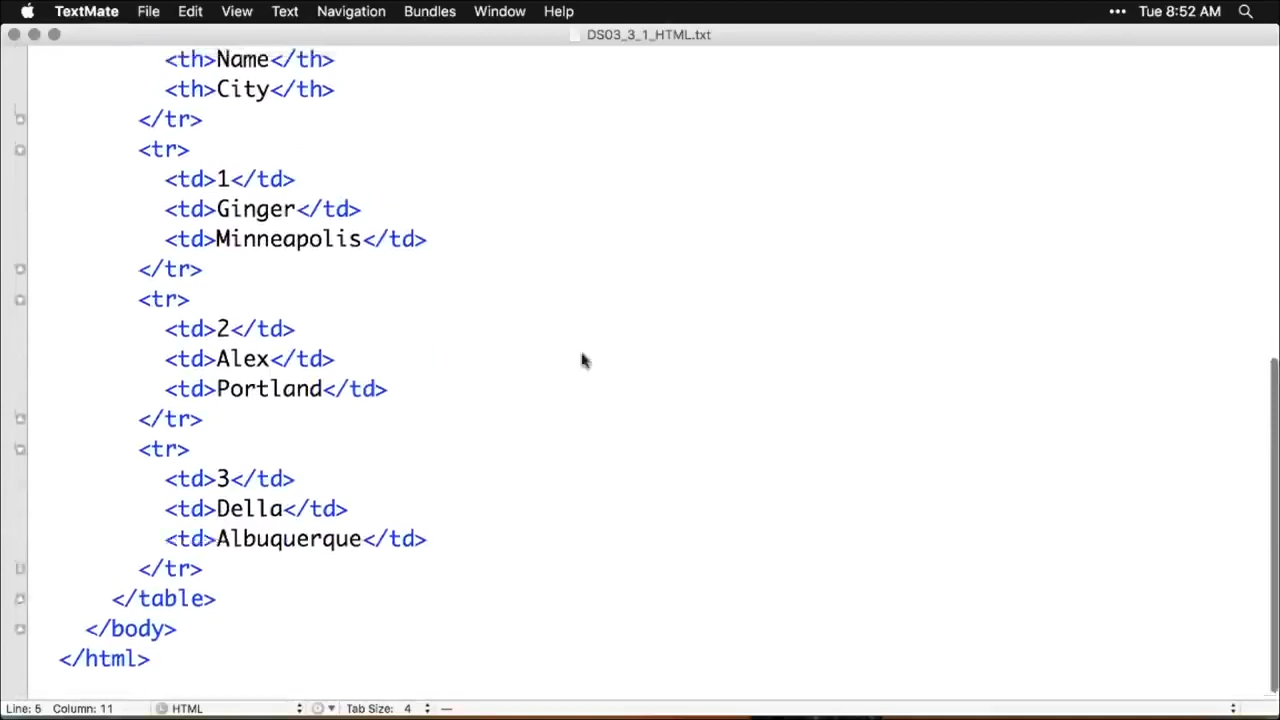 TextMate File Edit View Text Navigation Bundles Window Help ••• Tue 8:52 AM
DS03_3_1_HTML.txt
<th>Name</th>
<th>City</th>
</tr>
<tr>
<td>1</td>
<td>Ginger</td>
<td>Minneapolis</td>
</tr>
<tr>
<td>2</td>
<td>Alex</td>
<td>Portland</td>
</tr>
<tr>
<td>3</td>
<td>Della</td>
<td>Albuquerque</td>
</tr>
</table>
</body>
</html>
Line: 5 Column: 11 HTML Tab Size: 4 —